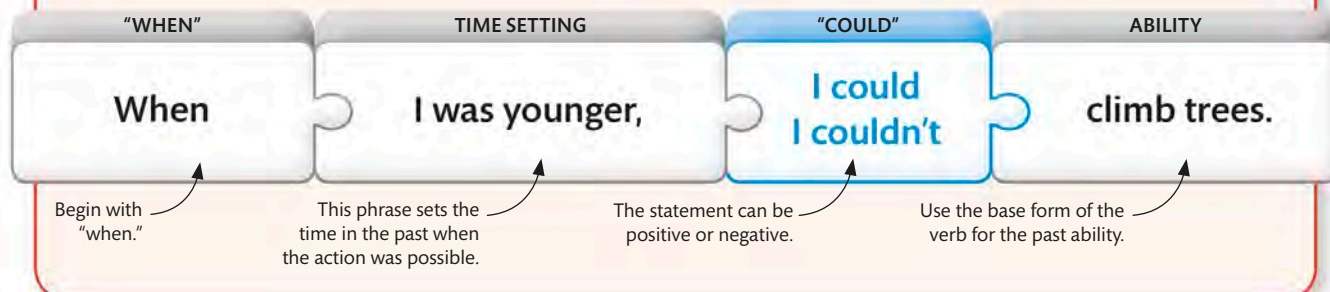 "WHEN"
TIME SETTING
"COULD"
ABILITY
When
I was younger,
I could
I couldn't
climb trees.
Begin with
"when."
This phrase sets the
time in the past when
the action was possible.
The statement can be
positive or negative.
Use the base form of the
verb for the past ability.